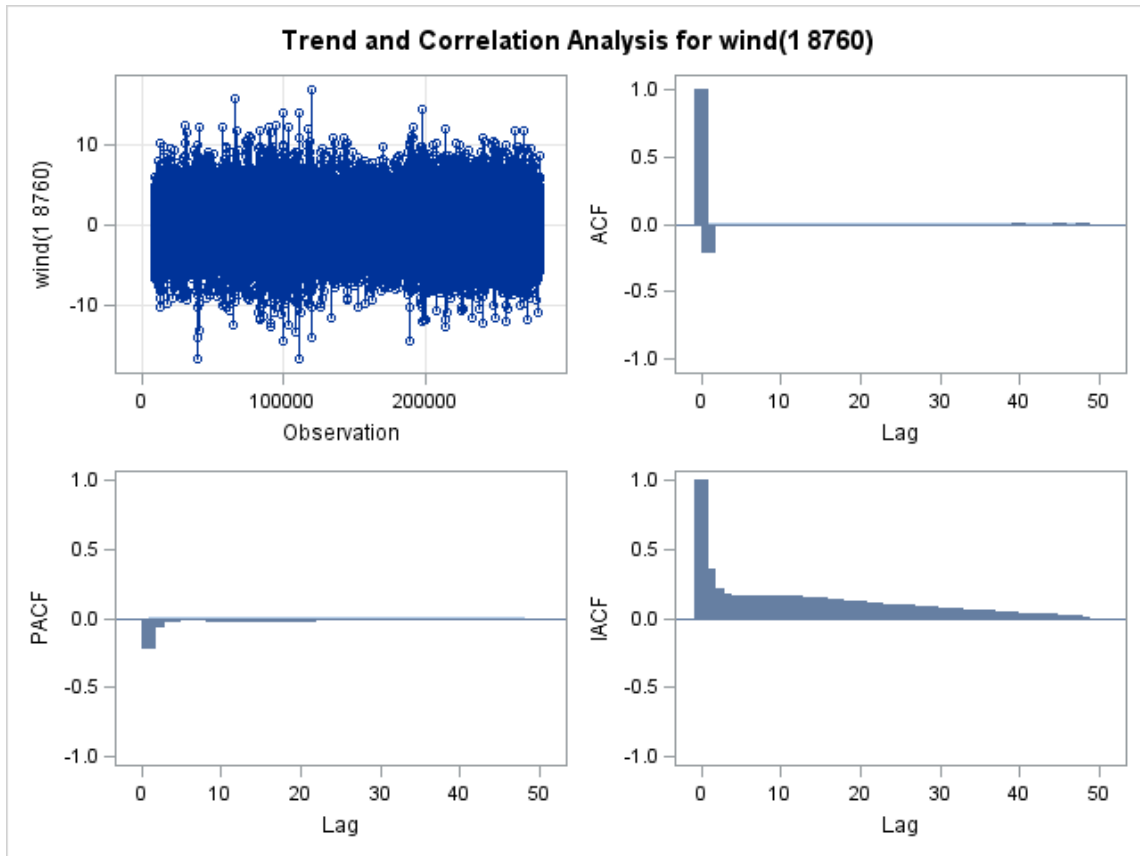 Trend and Correlation Analysis for wind(1 8760)
wind(1 8760)
10
0
-10
0 100000 200000
Observation
ACF
1.0
0.5
0.0
-0.5
-1.0
0 10 20 30 40 50
Lag
PACF
1.0
0.5
0.0
-0.5
-1.0
0 10 20 30 40 50
Lag
IACF
1.0
0.5
0.0
-0.5
-1.0
0 10 20 30 40 50
Lag